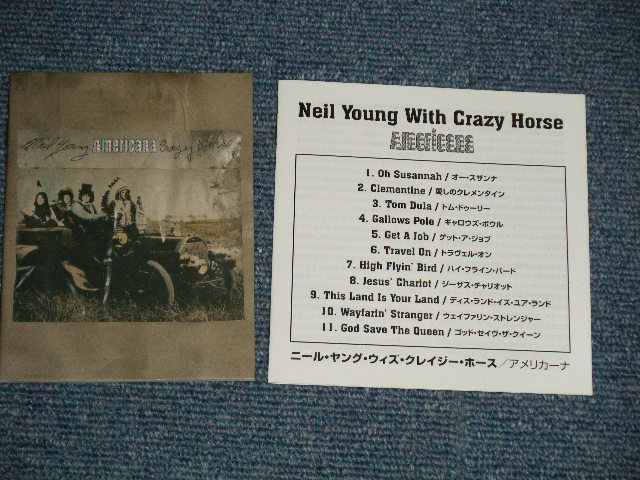 Neil Young Americana Crazy Horse
Neil Young With Crazy Horse
Americana
1. Oh Susannah / オー・スザンナ
2. Clementine / 愛しのクレメンタイン
3. Tom Dula / トム・ドゥーリー
4. Gallows Pole / ギャロウズ・ポウル
5. Get A Job / ゲット・ア・ジョブ
6. Travel On / トラヴェル・オン
7. High Flyin' Bird / ハイ・フライン・バード
8. Jesus' Chariot / ジーザス・チャリオット
9. This Land Is Your Land / ディス・ランド・イズ・ユア・ランド
10. Wayfarin' Stranger / ウェイファリン・ストレンジャー
11. God Save The Queen / ゴッド・セイヴ・ザ・クイーン
ニール・ヤング・ウィズ・クレイジー・ホース／アメリカーナ